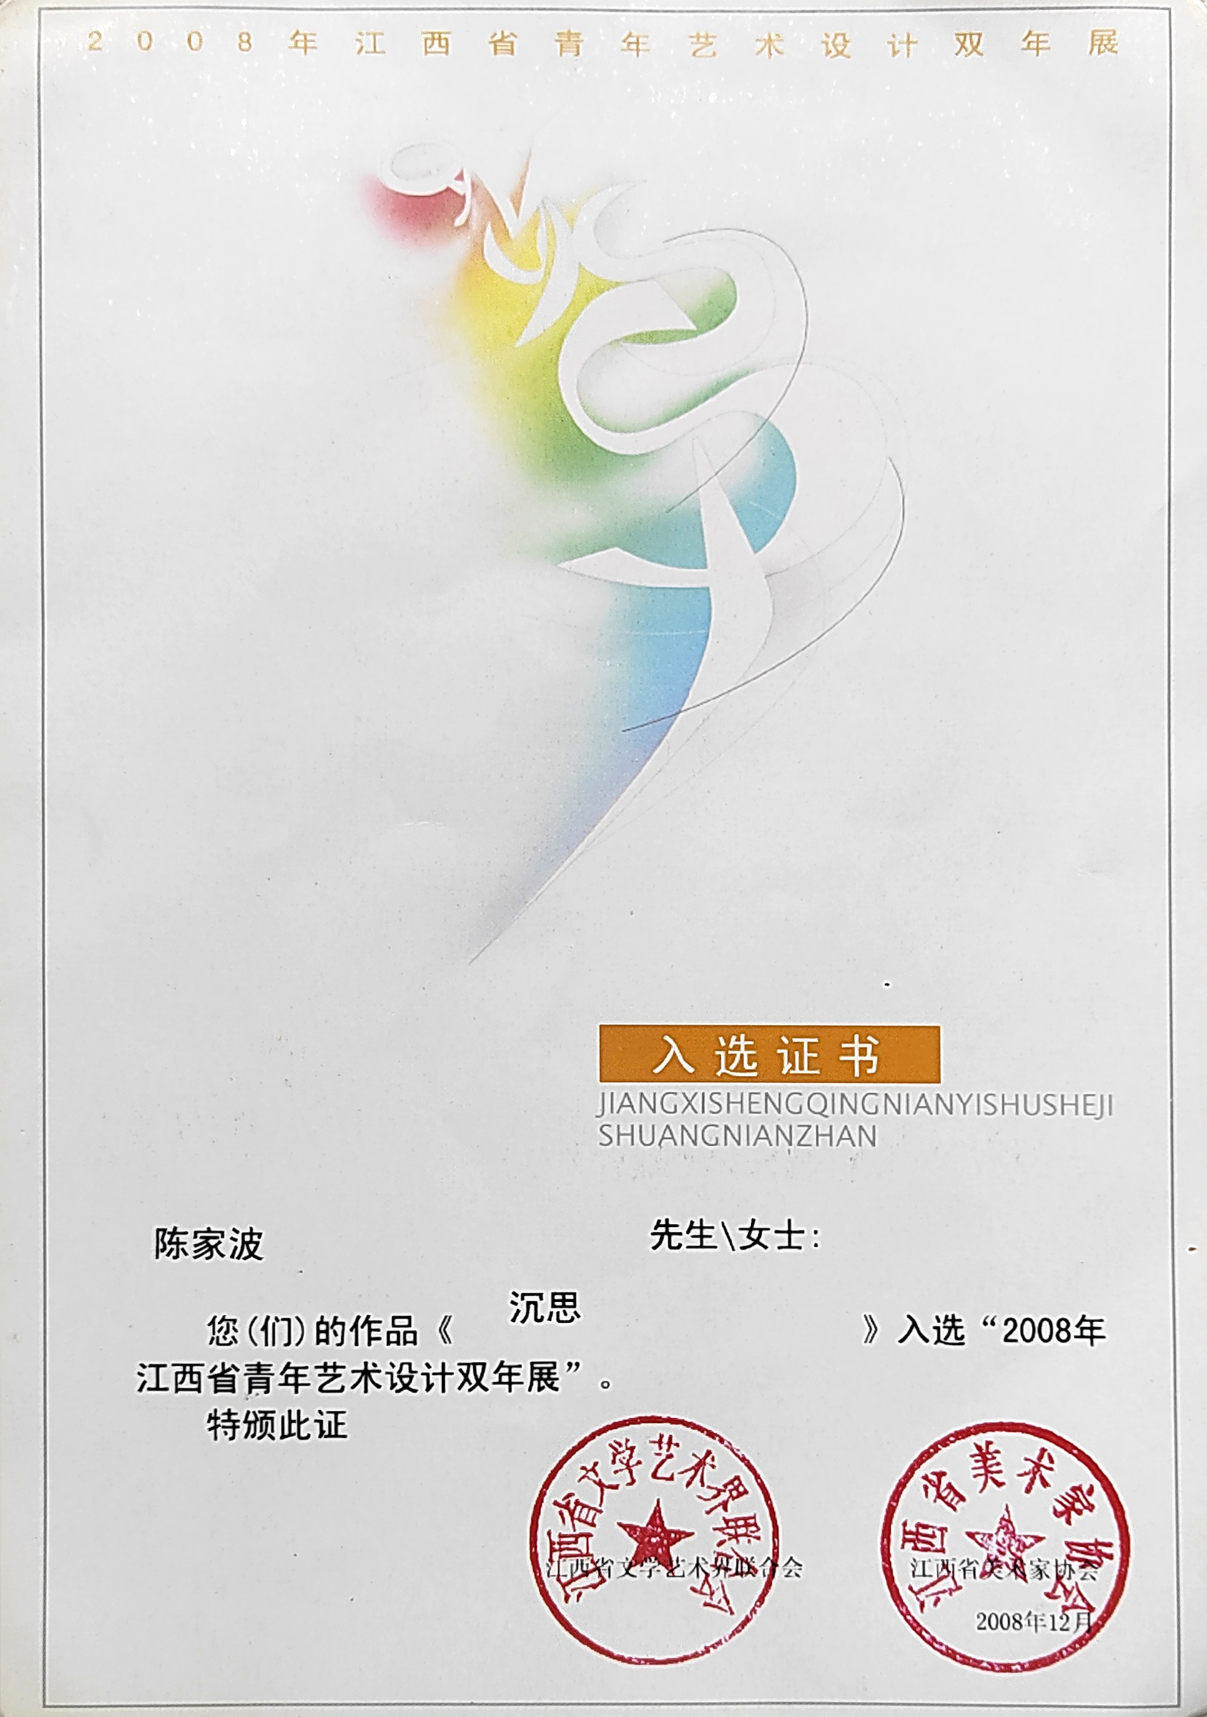 2008年江西省青年艺术设计双年展
入选证书
JIANGXISHENGQINGNIANYISHUSHEJI
SHUANGNIANZHAN
陈家波 先生\女士：
您(们)的作品《 沉思 》入选“2008年
江西省青年艺术设计双年展”。
特颁此证
江西省文学艺术界联合会
江西省美术家协会
江西省文学艺术界联合会 江西省美术家协会
2008年12月